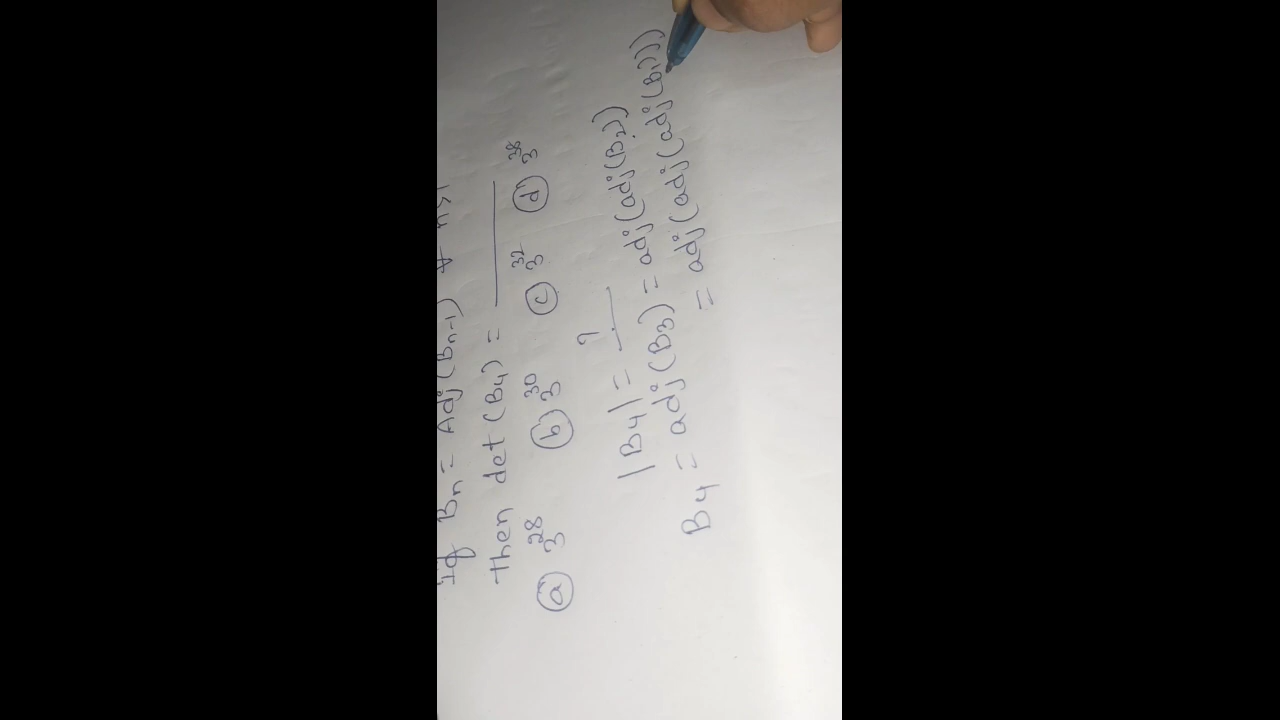 If Bn = Adj(Bn-1) ∀ n>1
then det(B4) = ______
(a) 3^28 (b) 3^30 (c) 3^32 (d) 3^38
|B4| = ?
B4 = adj(B3) = adj(adj(B2))
= adj(adj(adj(B1)))